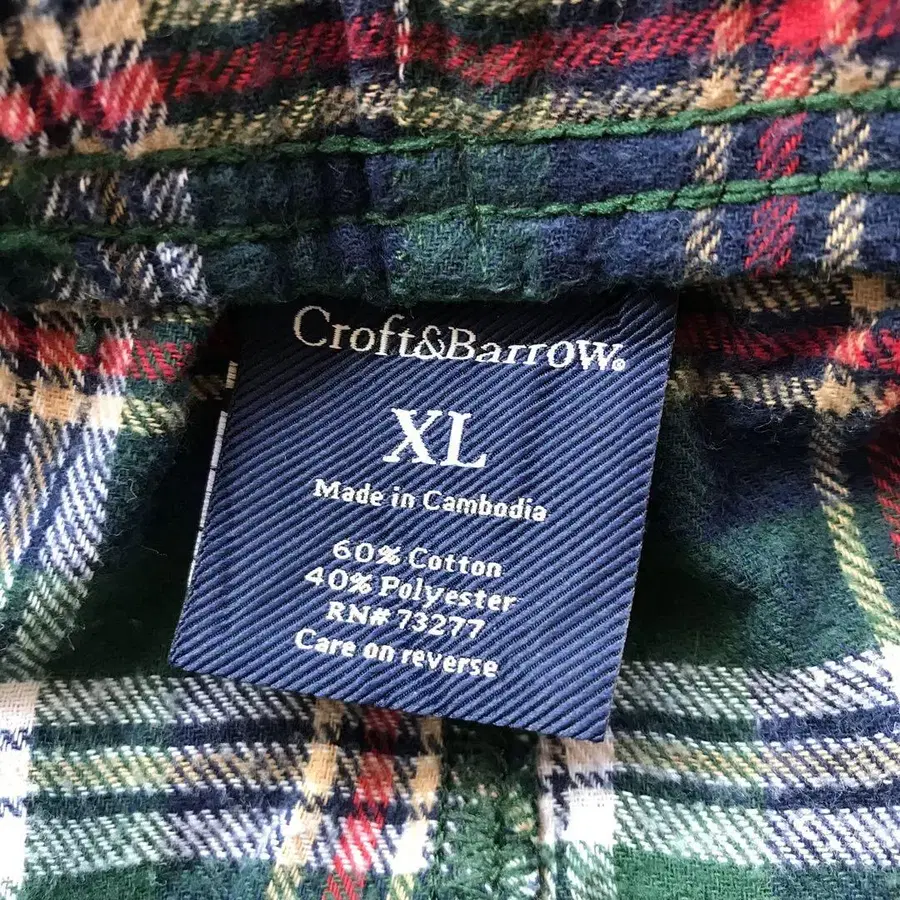 Croft&Barrow®
XL
Made in Cambodia
60% Cotton
40% Polyester
RN# 73277
Care on reverse